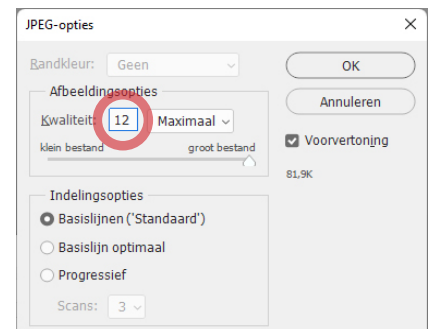 JPEG-opties
Randkleur: Geen
OK
Afbeeldingsopties
Annuleren
Kwaliteit: 12 Maximaal
Voorvertoning
klein bestand groot bestand
81,9K
Indelingsopties
Basislijnen ('Standaard')
Basislijn optimaal
Progressief
Scans: 3